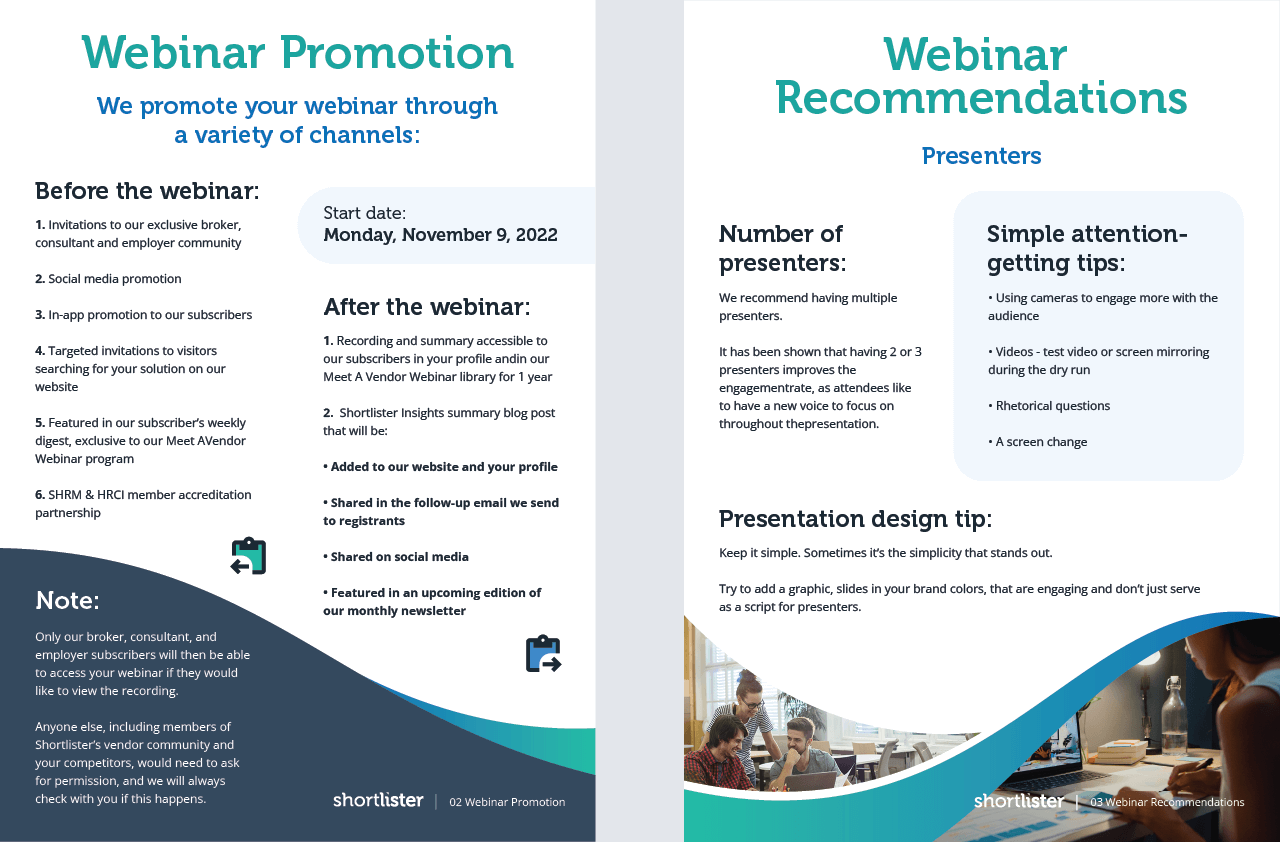 Webinar Promotion
We promote your webinar through
a variety of channels:
Before the webinar:
1. Invitations to our exclusive broker,
consultant and employer community
2. Social media promotion
3. In-app promotion to our subscribers
4. Targeted invitations to visitors
searching for your solution on our
website
5. Featured in our subscriber’s weekly
digest, exclusive to our Meet AVendor
Webinar program
6. SHRM & HRCI member accreditation
partnership
Note:
Only our broker, consultant, and
employer subscribers will then be able
to access your webinar if they would
like to view the recording.
Anyone else, including members of
Shortlister’s vendor community and
your competitors, would need to ask
for permission, and we will always
check with you if this happens.
Start date:
Monday, November 9, 2022
After the webinar:
1. Recording and summary accessible to
our subscribers in your profile andin our
Meet A Vendor Webinar library for 1 year
2. Shortlister Insights summary blog post
that will be:
• Added to our website and your profile
• Shared in the follow-up email we send
to registrants
• Shared on social media
• Featured in an upcoming edition of
our monthly newsletter
shortlister | 02 Webinar Promotion
Webinar
Recommendations
Presenters
Number of
presenters:
We recommend having multiple
presenters.
It has been shown that having 2 or 3
presenters improves the
engagementrate, as attendees like
to have a new voice to focus on
throughout thepresentation.
Simple attention-
getting tips:
• Using cameras to engage more with the
audience
• Videos - test video or screen mirroring
during the dry run
• Rhetorical questions
• A screen change
Presentation design tip:
Keep it simple. Sometimes it’s the simplicity that stands out.
Try to add a graphic, slides in your brand colors, that are engaging and don’t just serve
as a script for presenters.
shortlister | 03 Webinar Recommendations